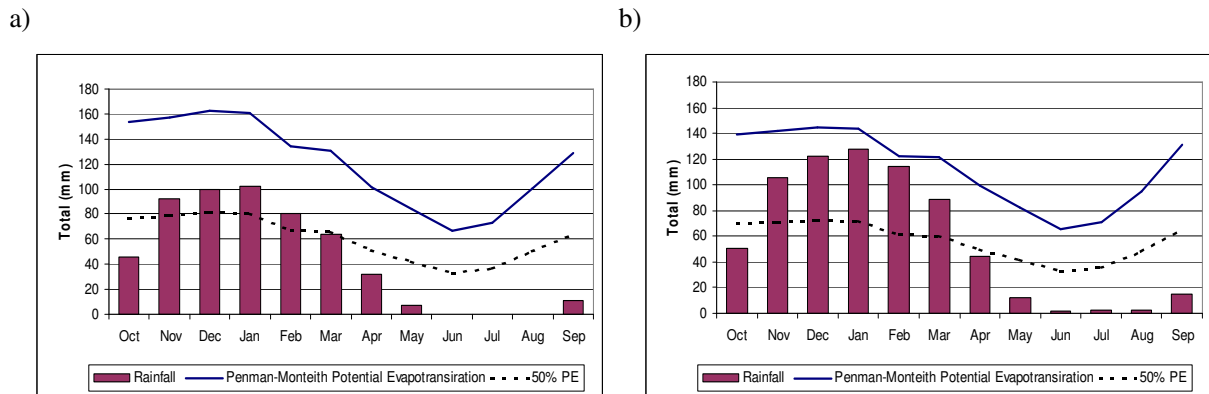 a)
180
160
140
120
100
80
60
40
20
0
Total (mm)
Oct Nov Dec Jan Feb Mar Apr May Jun Jul Aug Sep
Rainfall Penman-Monteith Potential Evapotransiration 50% PE
b)
180
160
140
120
100
80
60
40
20
0
Total (mm)
Oct Nov Dec Jan Feb Mar Apr May Jun Jul Aug Sep
Rainfall Penman-Monteith Potential Evapotransiration 50% PE